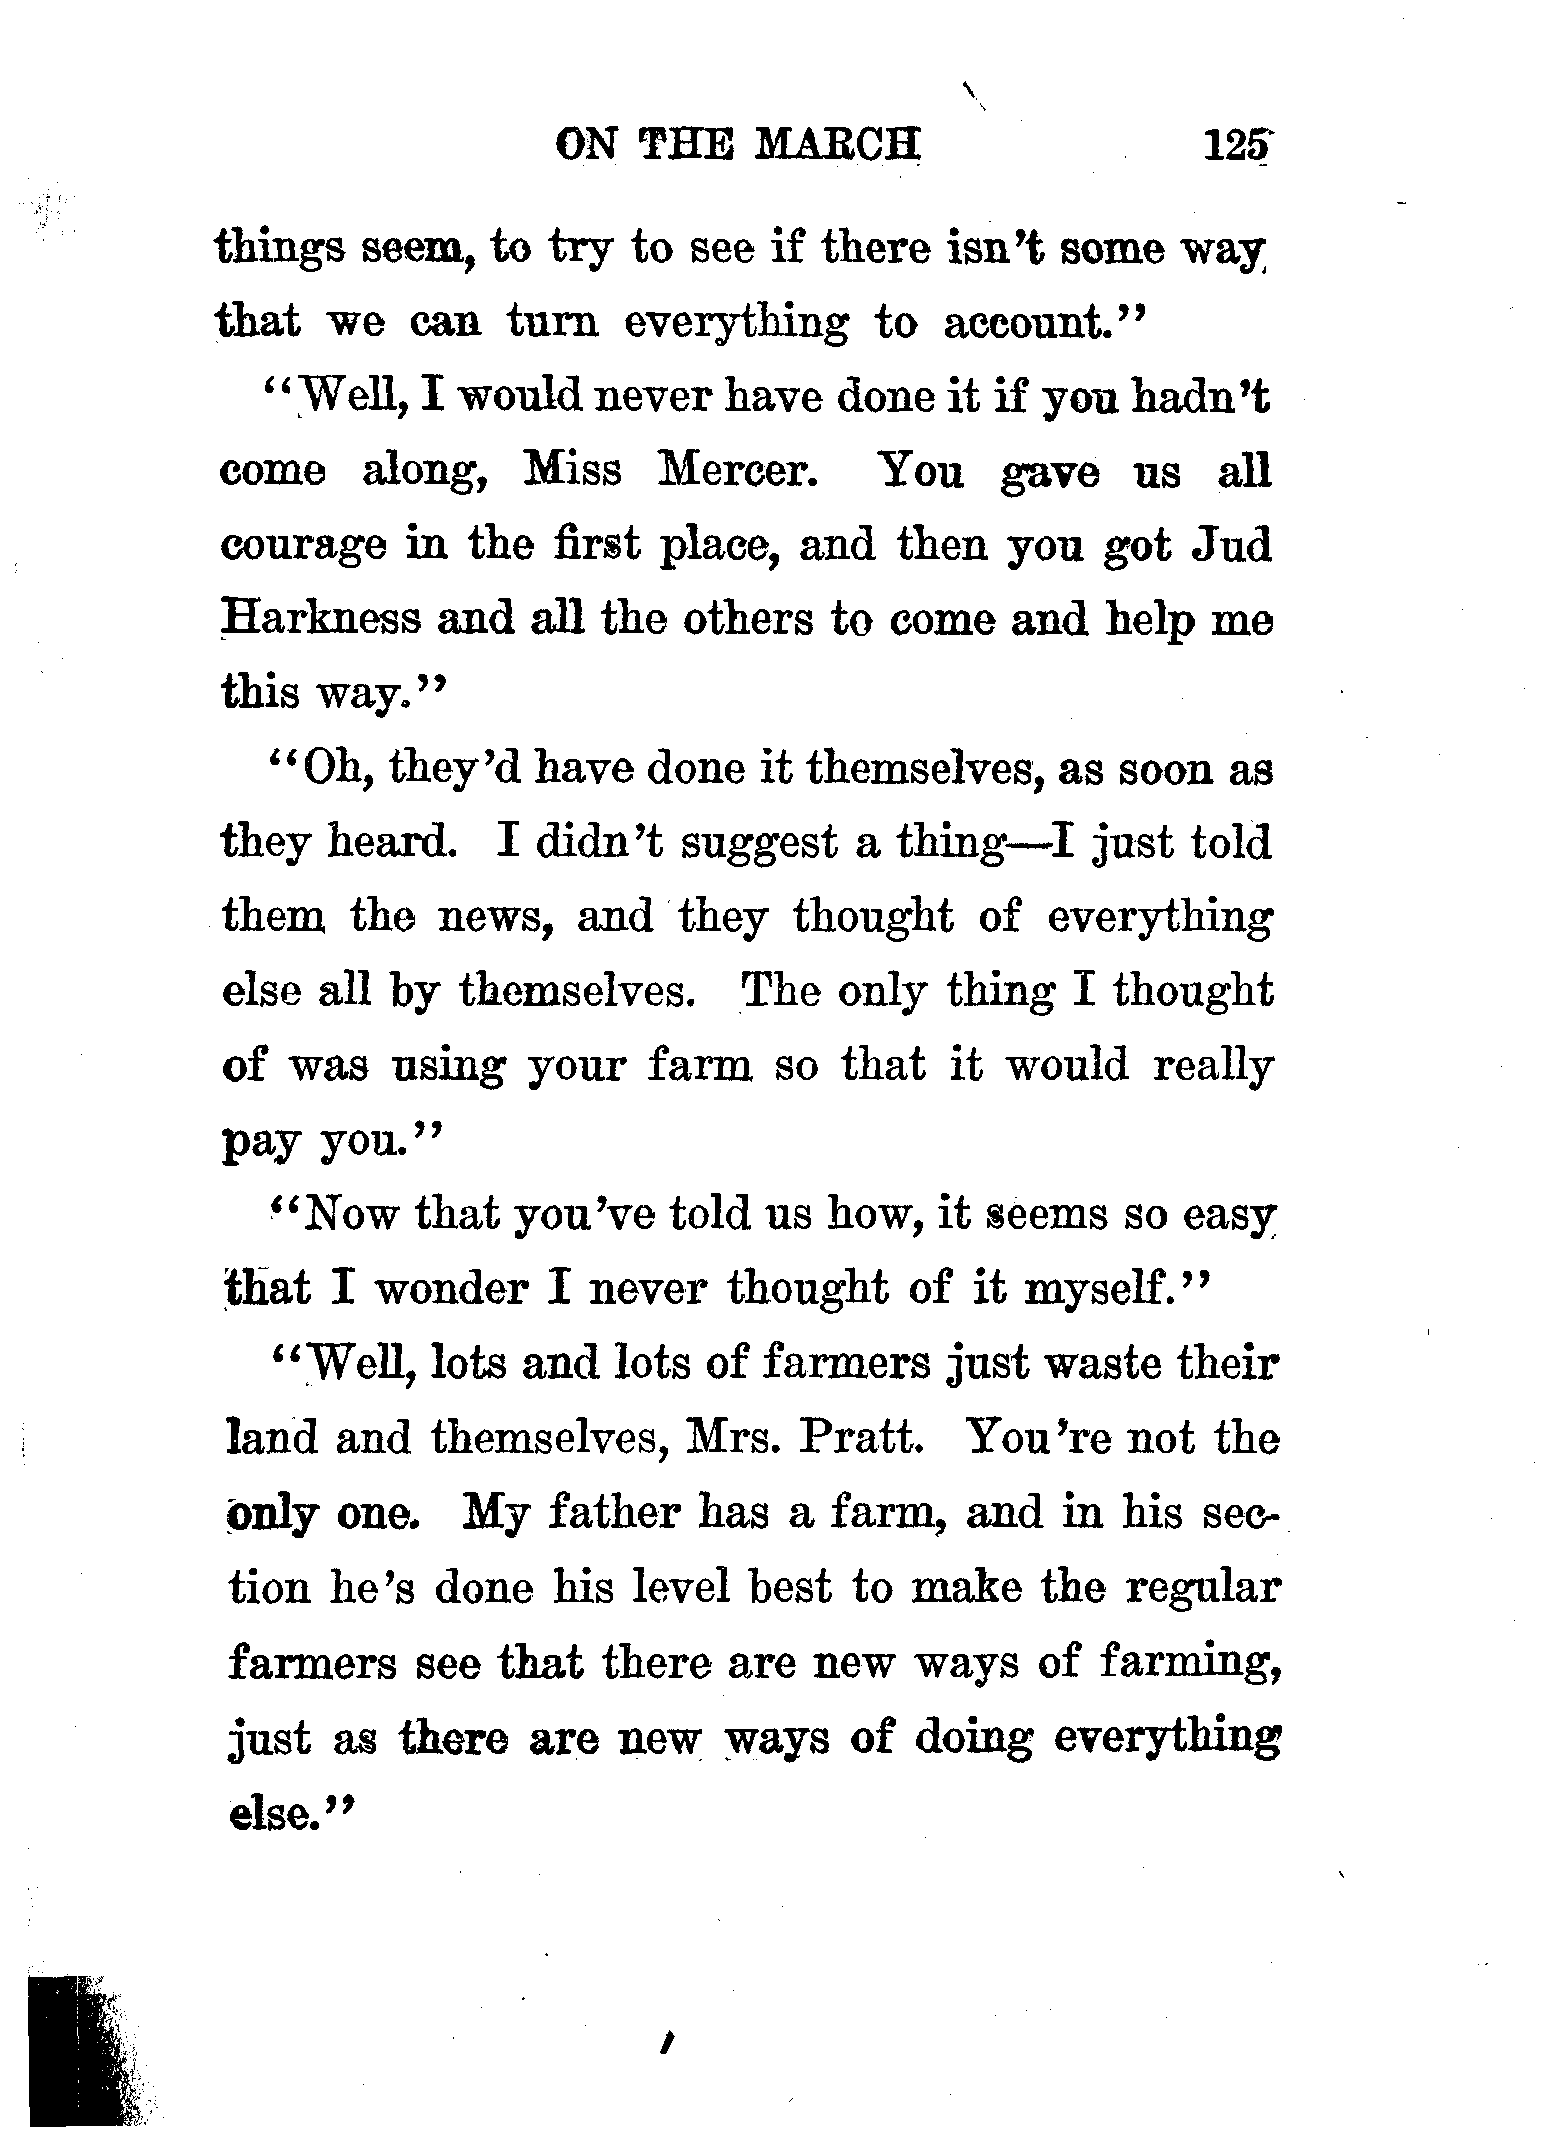 ON THE MARCH 125
things seem, to try to see if there isn't some way
that we can turn everything to account."
"Well, I would never have done it if you hadn't
come along, Miss Mercer. You gave us all
courage in the first place, and then you got Jud
Harkness and all the others to come and help me
this way."
"Oh, they'd have done it themselves, as soon as
they heard. I didn't suggest a thing—I just told
them the news, and they thought of everything
else all by themselves. The only thing I thought
of was using your farm so that it would really
pay you."
"Now that you've told us how, it seems so easy
that I wonder I never thought of it myself."
"Well, lots and lots of farmers just waste their
land and themselves, Mrs. Pratt. You're not the
only one. My father has a farm, and in his sec-
tion he's done his level best to make the regular
farmers see that there are new ways of farming,
just as there are new ways of doing everything
else."